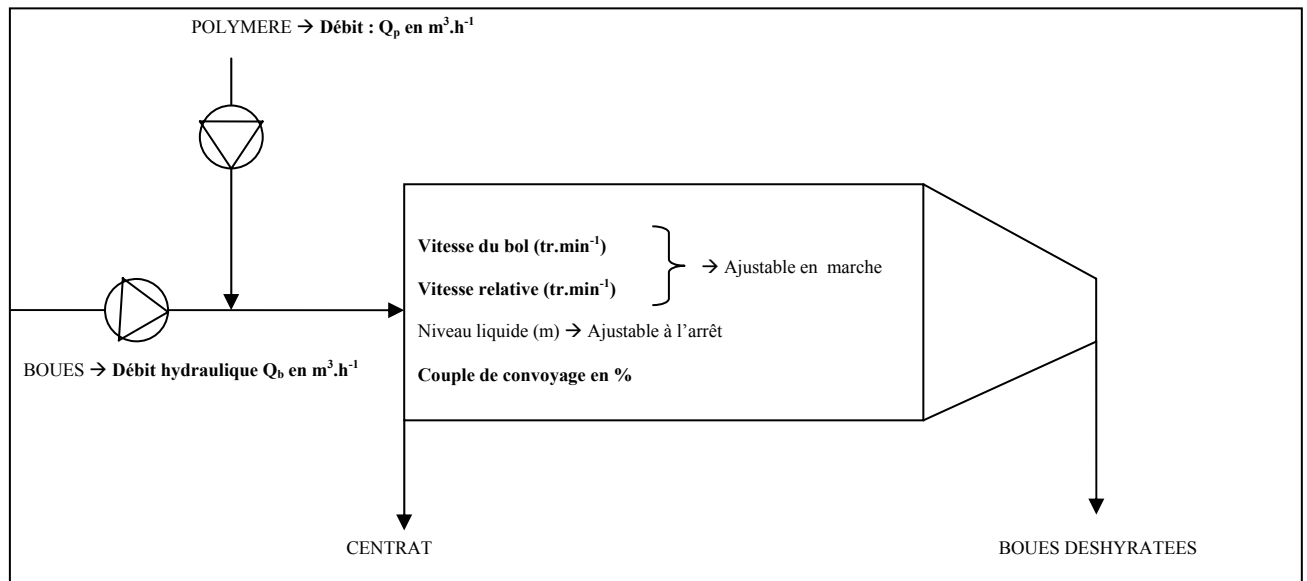 POLYMERE → Débit : Qp en m³.h⁻¹
Vitesse du bol (tr.min⁻¹)
→ Ajustable en marche
Vitesse relative (tr.min⁻¹)
Niveau liquide (m) → Ajustable à l’arrêt
BOUES → Débit hydraulique Qb en m³.h⁻¹
Couple de convoyage en %
CENTRAT
BOUES DESHYRATEES